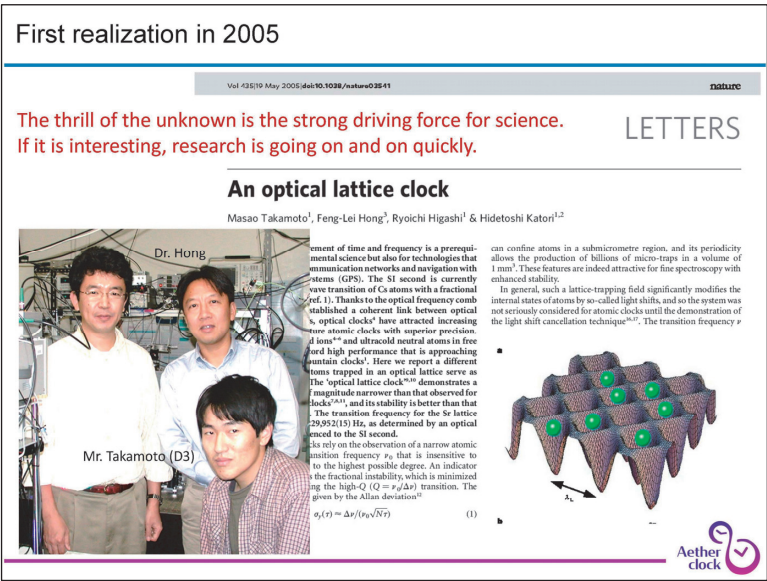 First realization in 2005
Vol 435|19 May 2005|doi:10.1038/nature03541
nature
The thrill of the unknown is the strong driving force for science.
If it is interesting, research is going on and on quickly.
LETTERS
An optical lattice clock
Masao Takamoto¹, Feng-Lei Hong³, Ryoichi Higashi¹ & Hidetoshi Katori¹,²
Dr. Hong
Mr. Takamoto (D3)
ement of time and frequency is a prerequi-
mental science but also for technologies that
mmunication networks and navigation with
stems (GPS). The SI second is currently
wave transition of Cs atoms with a fractional
ref. 1). Thanks to the optical frequency comb
stablished a coherent link between optical
s, optical clocks⁴ have attracted increasing
ture atomic clocks with superior precision.
d ions⁴⁻⁶ and ultracold neutral atoms in free
ord high performance that is approaching
untain clocks¹. Here we report a different
toms trapped in an optical lattice serve as
The 'optical lattice clock'⁹,¹⁰ demonstrates a
f magnitude narrower than that observed for
clocks⁷,⁸,¹¹, and its stability is better than that
. The transition frequency for the Sr lattice
29,952(15) Hz, as determined by an optical
enced to the SI second.
cks rely on the observation of a narrow atomic
ansition frequency ν₀ that is insensitive to
to the highest possible degree. An indicator
s the fractional instability, which is minimized
ng the high-Q (Q = ν₀/Δν) transition. The
given by the Allan deviation¹²
σy(τ) ≈ Δν/(ν₀√Nτ) (1)
can confine atoms in a submicrometre region, and its periodicity
allows the production of billions of micro-traps in a volume of
1 mm³. These features are indeed attractive for fine spectroscopy with
enhanced stability.
In general, such a lattice-trapping field significantly modifies the
internal states of atoms by so-called light shifts, and so the system was
not seriously considered for atomic clocks until the demonstration of
the light shift cancellation technique¹⁶,¹⁷. The transition frequency ν
a
b
Aether
clock